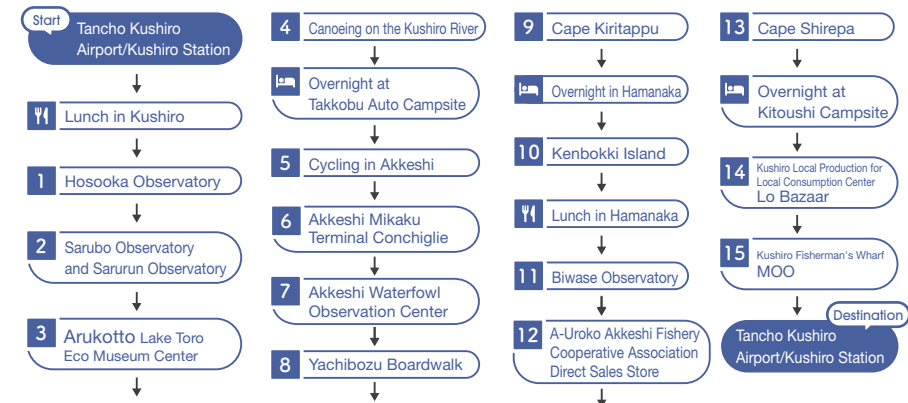 Start
Tancho Kushiro
Airport/Kushiro Station
Lunch in Kushiro
1 Hosooka Observatory
2 Sarubo Observatory
and Sarurun Observatory
3 Arukotto Lake Toro
Eco Museum Center
4 Canoeing on the Kushiro River
Overnight at
Takkobu Auto Campsite
5 Cycling in Akkeshi
6 Akkeshi Mikaku
Terminal Conchiglie
7 Akkeshi Waterfowl
Observation Center
8 Yachibozu Boardwalk
9 Cape Kiritappu
Overnight in Hamanaka
10 Kenbokki Island
Lunch in Hamanaka
11 Biwase Observatory
12 A-Uroko Akkeshi Fishery
Cooperative Association
Direct Sales Store
13 Cape Shirepa
Overnight at
Kitoushi Campsite
14 Kushiro Local Production for
Local Consumption Center
Lo Bazaar
15 Kushiro Fisherman's Wharf
MOO
Destination
Tancho Kushiro
Airport/Kushiro Station